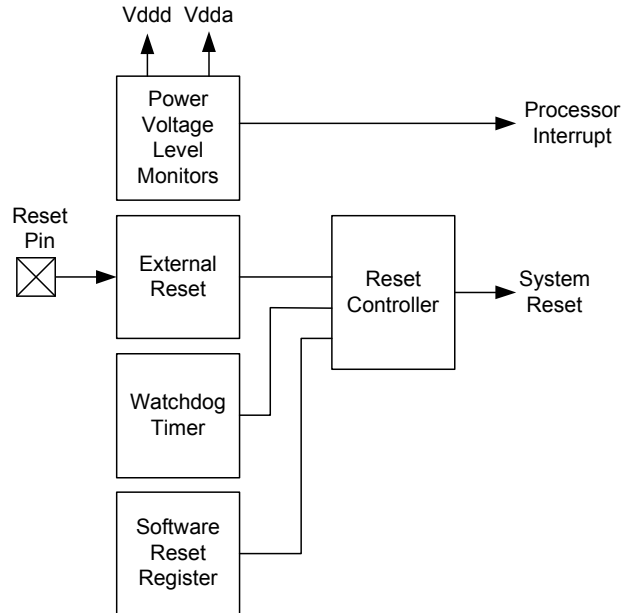 Vddd Vdda
Power
Voltage
Level
Monitors
Processor
Interrupt
Reset
Pin
External
Reset
Reset
Controller
System
Reset
Watchdog
Timer
Software
Reset
Register